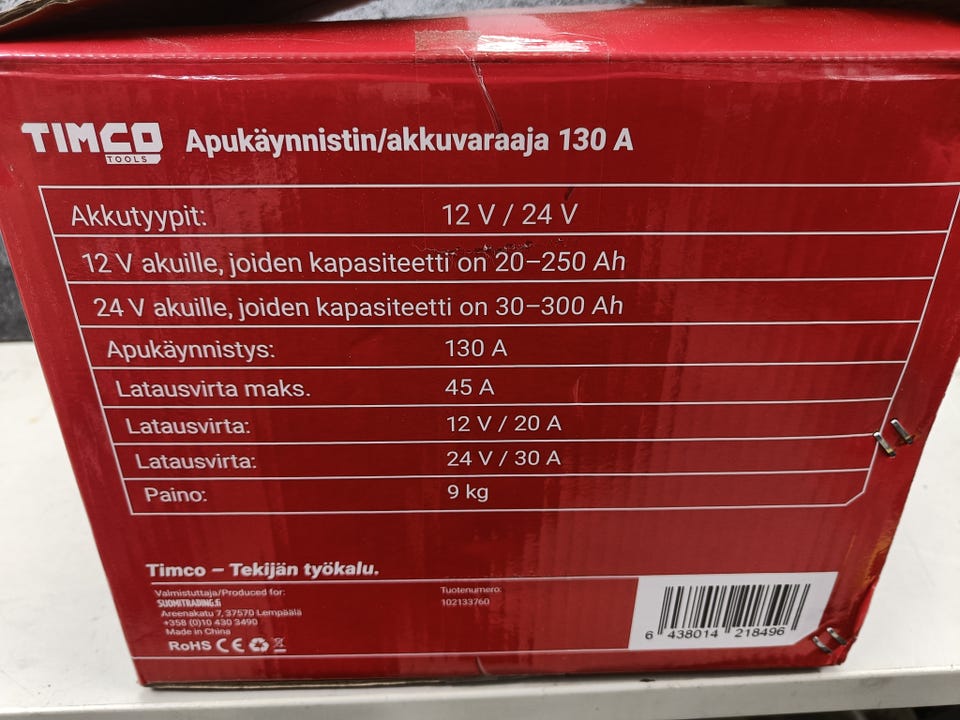 TIMCO
TOOLS
Apukäynnistin/akkuvaraaja 130 A
Akkutyypit: 12 V / 24 V
12 V akuille, joiden kapasiteetti on 20–250 Ah
24 V akuille, joiden kapasiteetti on 30–300 Ah
Apukäynnistys: 130 A
Latausvirta maks. 45 A
Latausvirta: 12 V / 20 A
Latausvirta: 24 V / 30 A
Paino: 9 kg
Timco – Tekijän työkalu.
Valmistuttaja/Produced for:
SUOMITRADING.fi
Areenakatu 7, 37570 Lempäälä
+358 (0)10 430 3490
Made in China
RoHS CE
Tuotenumero:
102133760
6 438014 218496